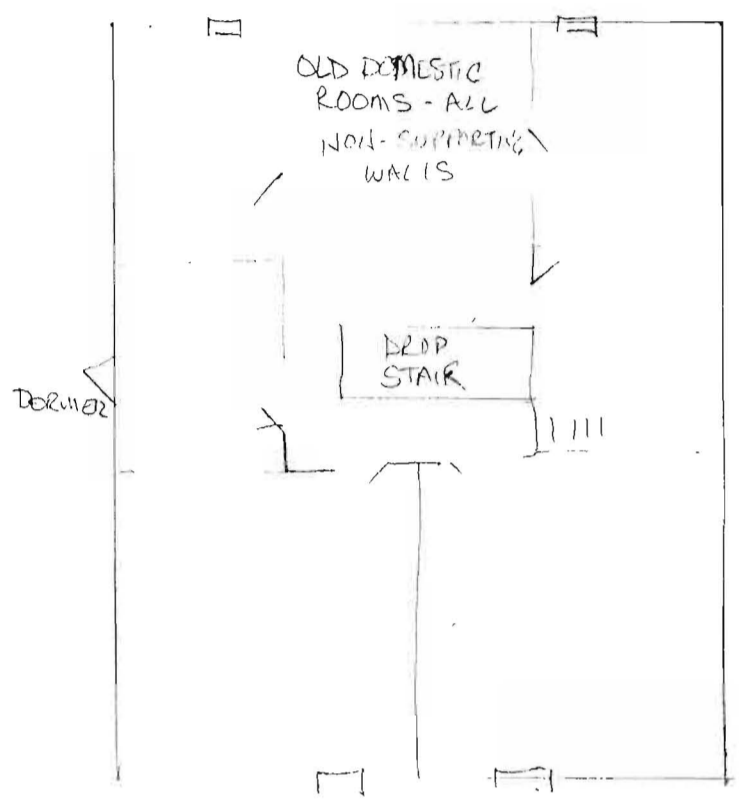 OLD DOMESTIC
ROOMS - ALL
NON-SUPPORTING
WALLS
DROP
STAIR
DORMER